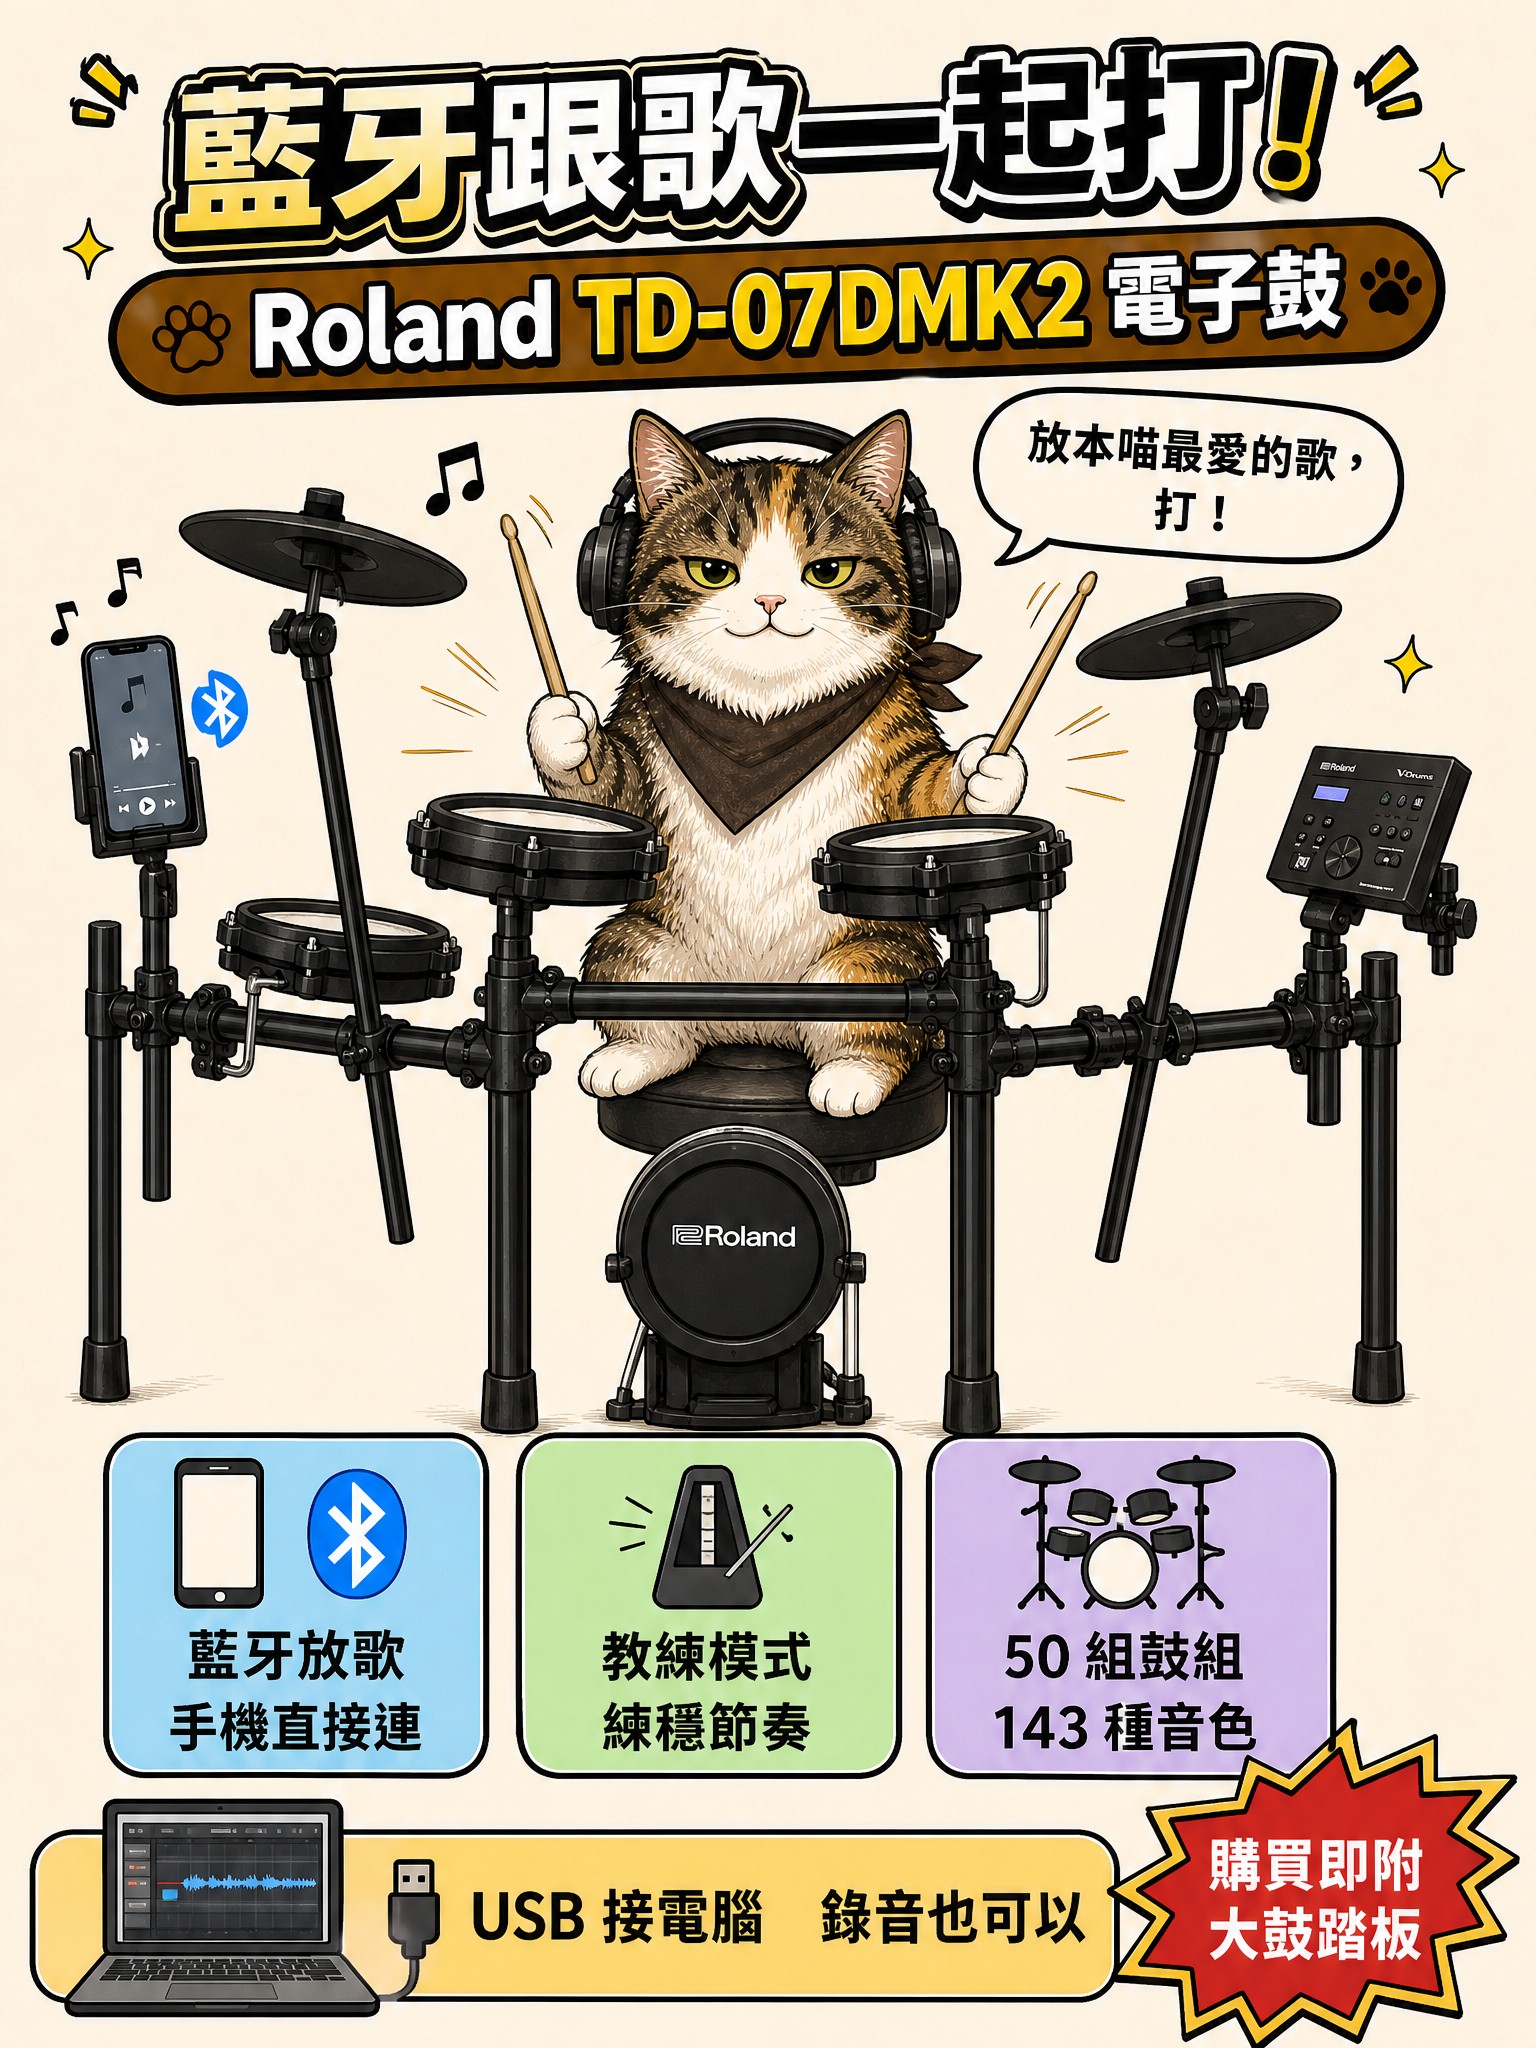 藍牙跟歌一起打！
Roland TD-07DMK2 電子鼓
放本喵最愛的歌，
打！
Roland
V-Drums
Roland
藍牙放歌
手機直接連
教練模式
練穩節奏
50 組鼓組
143 種音色
USB 接電腦 錄音也可以
購買即附
大鼓踏板